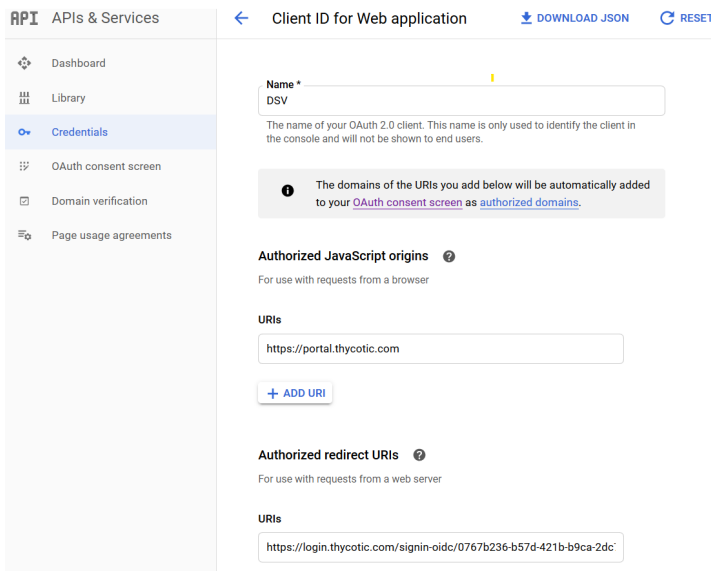 API APIs & Services
Client ID for Web application
DOWNLOAD JSON
RESET
Dashboard
Library
Credentials
OAuth consent screen
Domain verification
Page usage agreements
Name *
DSV
The name of your OAuth 2.0 client. This name is only used to identify the client in
the console and will not be shown to end users.
The domains of the URIs you add below will be automatically added
to your OAuth consent screen as authorized domains.
Authorized JavaScript origins
For use with requests from a browser
URIs
https://portal.thycotic.com
ADD URI
Authorized redirect URIs
For use with requests from a web server
URIs
https://login.thycotic.com/signin-oidc/0767b236-b57d-421b-b9ca-2dc